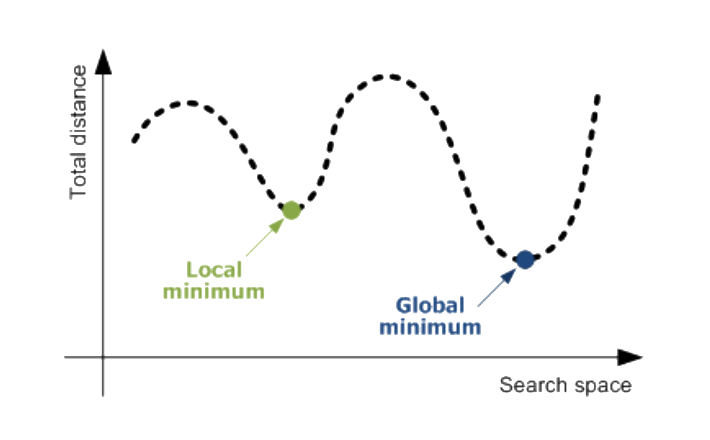 Total distance
Local
minimum
Global
minimum
Search space